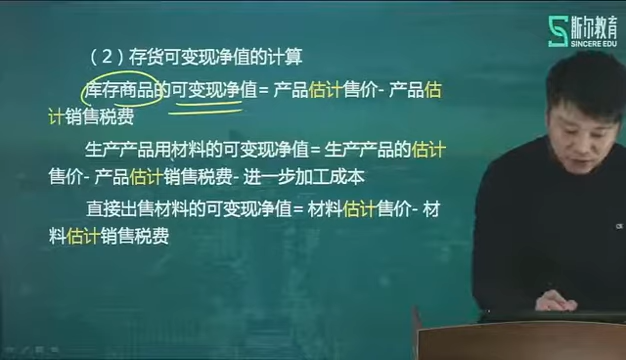 斯尔教育
SINCERE EDU
（2）存货可变现净值的计算
库存商品的可变现净值= 产品估计售价- 产品估
计销售税费
生产产品用材料的可变现净值= 生产产品的估计
售价- 产品估计销售税费- 进一步加工成本
直接出售材料的可变现净值= 材料估计售价- 材
料估计销售税费